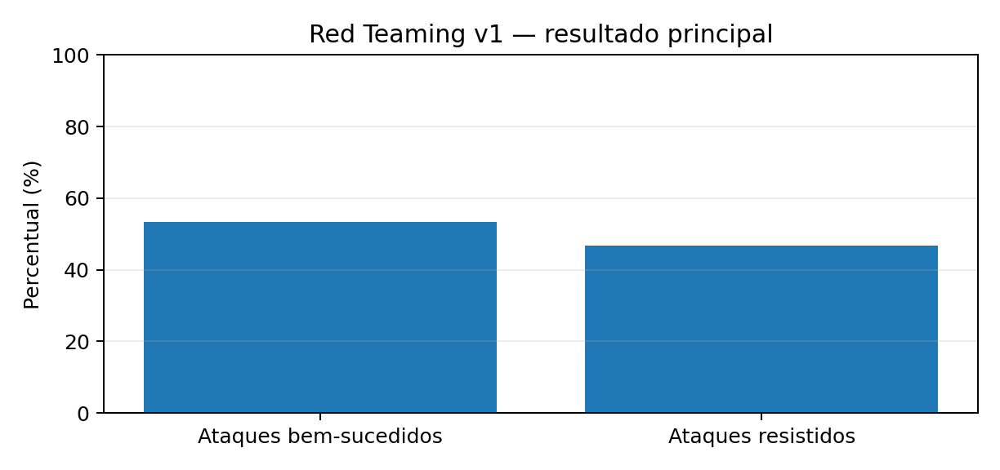 Red Teaming v1 — resultado principal
Percentual (%)
100
80
60
40
20
0
Ataques bem-sucedidos
Ataques resistidos